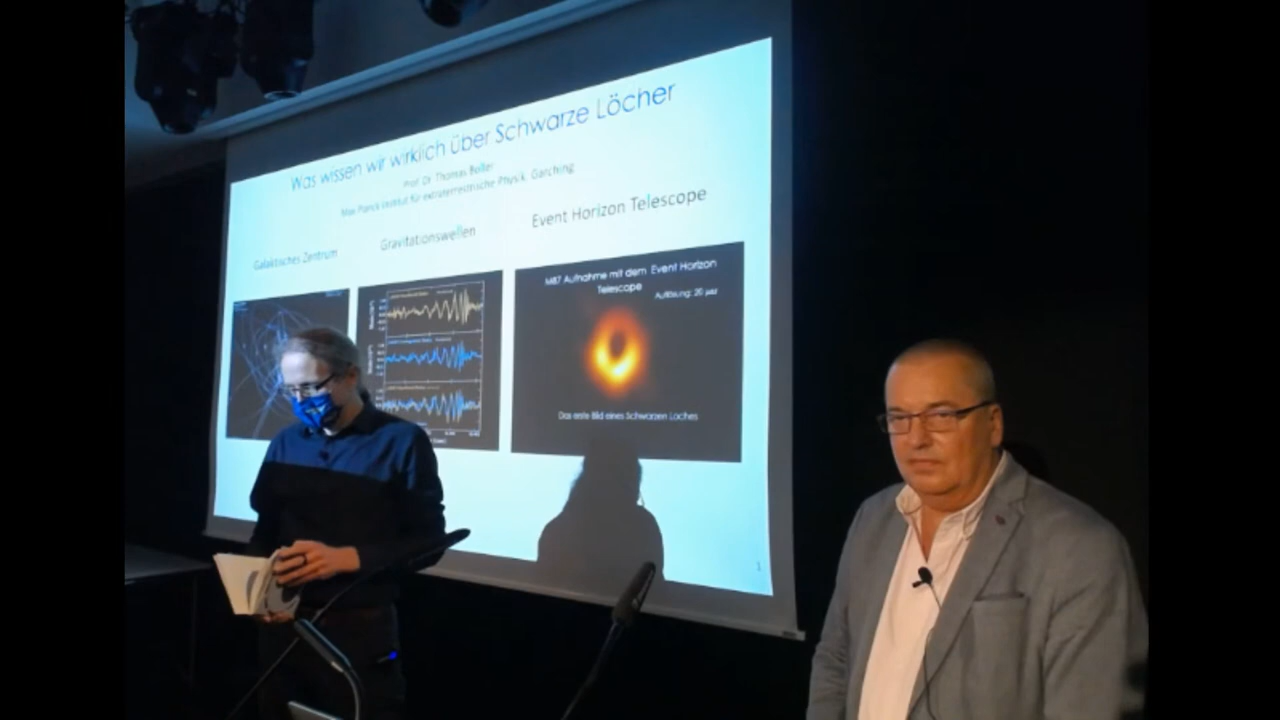 Was wissen wir wirklich über Schwarze Löcher
Prof. Dr. Thomas Boller
Max Planck Institut für extraterrestrische Physik, Garching
Galaktisches Zentrum
Gravitationswellen
Event Horizon Telescope
M87 Aufnahme mit dem Event Horizon
Telescope
Auflösung: 20 µas
Das erste Bild eines Schwarzen Loches
1